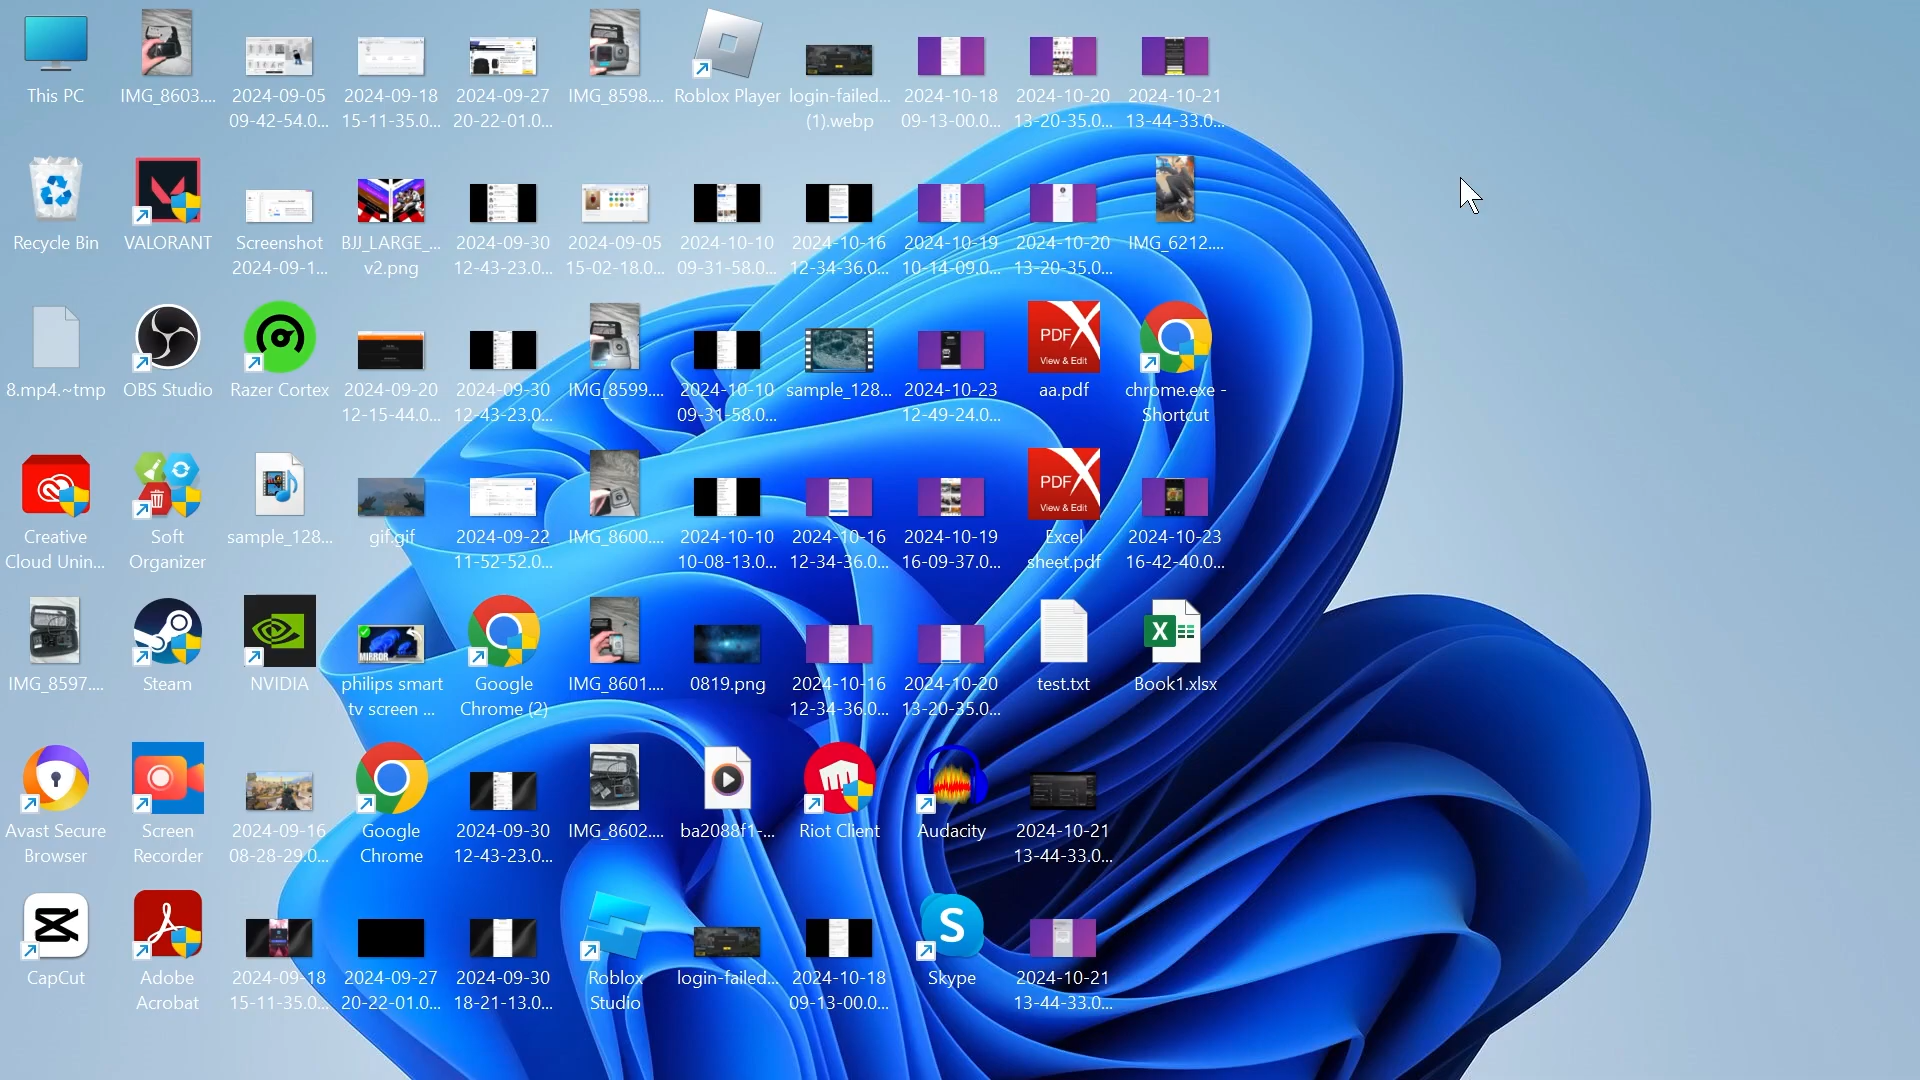 This PC
IMG_8603....
2024-09-05
09-42-54.0...
2024-09-18
15-11-35.0...
2024-09-27
20-22-01.0...
IMG_8598....
Roblox Player
login-failed...
(1).webp
2024-10-18
09-13-00.0...
2024-10-20
13-20-35.0...
2024-10-21
13-44-33.0...
Recycle Bin
VALORANT
Screenshot
2024-09-1...
BJJ_LARGE_...
v2.png
2024-09-30
12-43-23.0...
2024-09-05
15-02-18.0...
2024-10-10
09-31-58.0...
2024-10-16
12-34-36.0...
2024-10-19
10-14-09.0...
2024-10-20
13-20-35.0...
IMG_6212....
8.mp4.~tmp
OBS Studio
Razer Cortex
2024-09-20
12-15-44.0...
2024-09-30
12-43-23.0...
IMG_8599....
2024-10-10
09-31-58.0...
sample_128...
2024-10-23
12-49-24.0...
PDF
View & Edit
aa.pdf
chrome.exe -
Shortcut
Creative
Cloud Unin...
Soft
Organizer
sample_128...
gif.gif
2024-09-22
11-52-52.0...
IMG_8600....
2024-10-10
10-08-13.0...
2024-10-16
12-34-36.0...
2024-10-19
16-09-37.0...
PDF
View & Edit
Excel
sheet.pdf
2024-10-23
16-42-40.0...
IMG_8597....
Steam
NVIDIA
MIRROR
philips smart
tv screen ...
Google
Chrome (2)
IMG_8601....
0819.png
2024-10-16
12-34-36.0...
2024-10-20
13-20-35.0...
test.txt
X
Book1.xlsx
Avast Secure
Browser
Screen
Recorder
2024-09-16
08-28-29.0...
Google
Chrome
2024-09-30
12-43-23.0...
IMG_8602....
ba2088f1-...
Riot Client
Audacity
2024-10-21
13-44-33.0...
CapCut
Adobe
Acrobat
2024-09-18
15-11-35.0...
2024-09-27
20-22-01.0...
2024-09-30
18-21-13.0...
Roblox
Studio
login-failed...
2024-10-18
09-13-00.0...
S
Skype
2024-10-21
13-44-33.0...